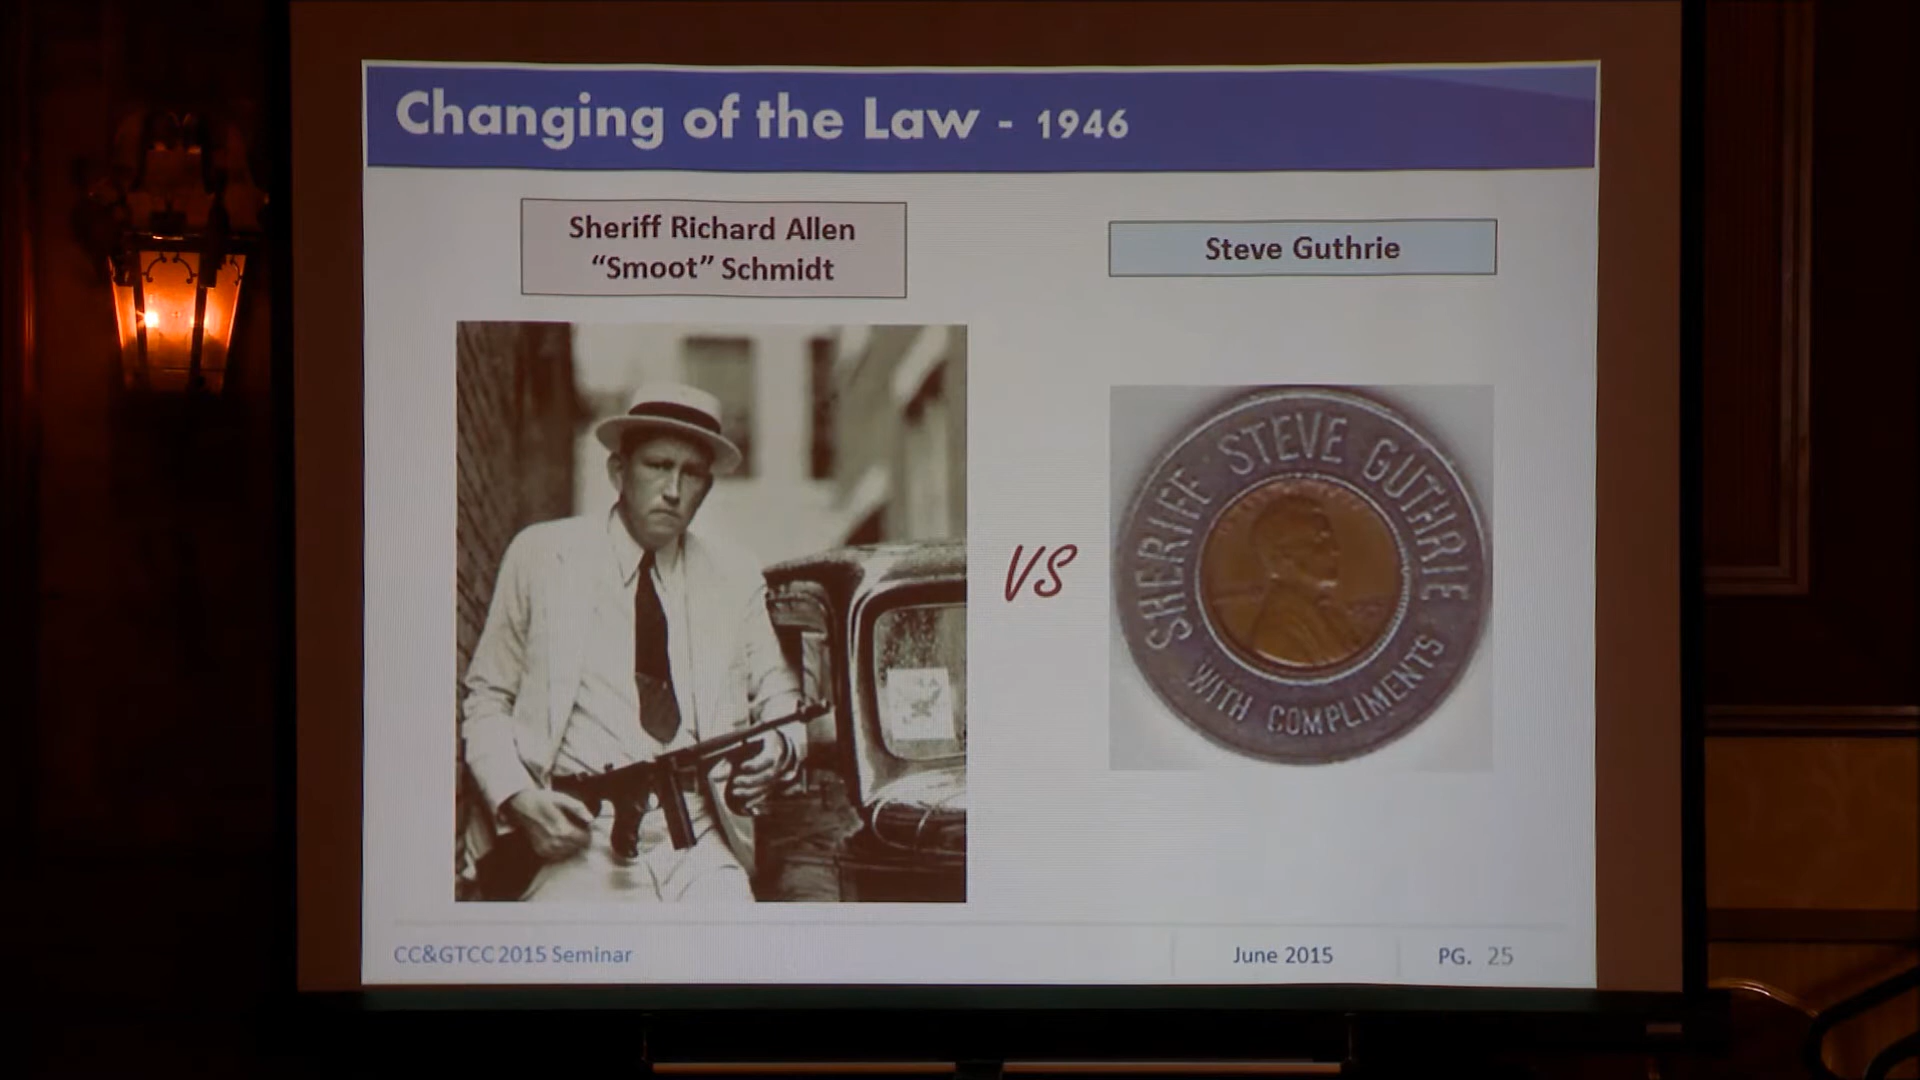 Changing of the Law - 1946
Sheriff Richard Allen
“Smoot” Schmidt
Steve Guthrie
VS
SHERIFF STEVE GUTHRIE
WITH COMPLIMENTS
CC&GTCC 2015 Seminar
June 2015
PG. 25